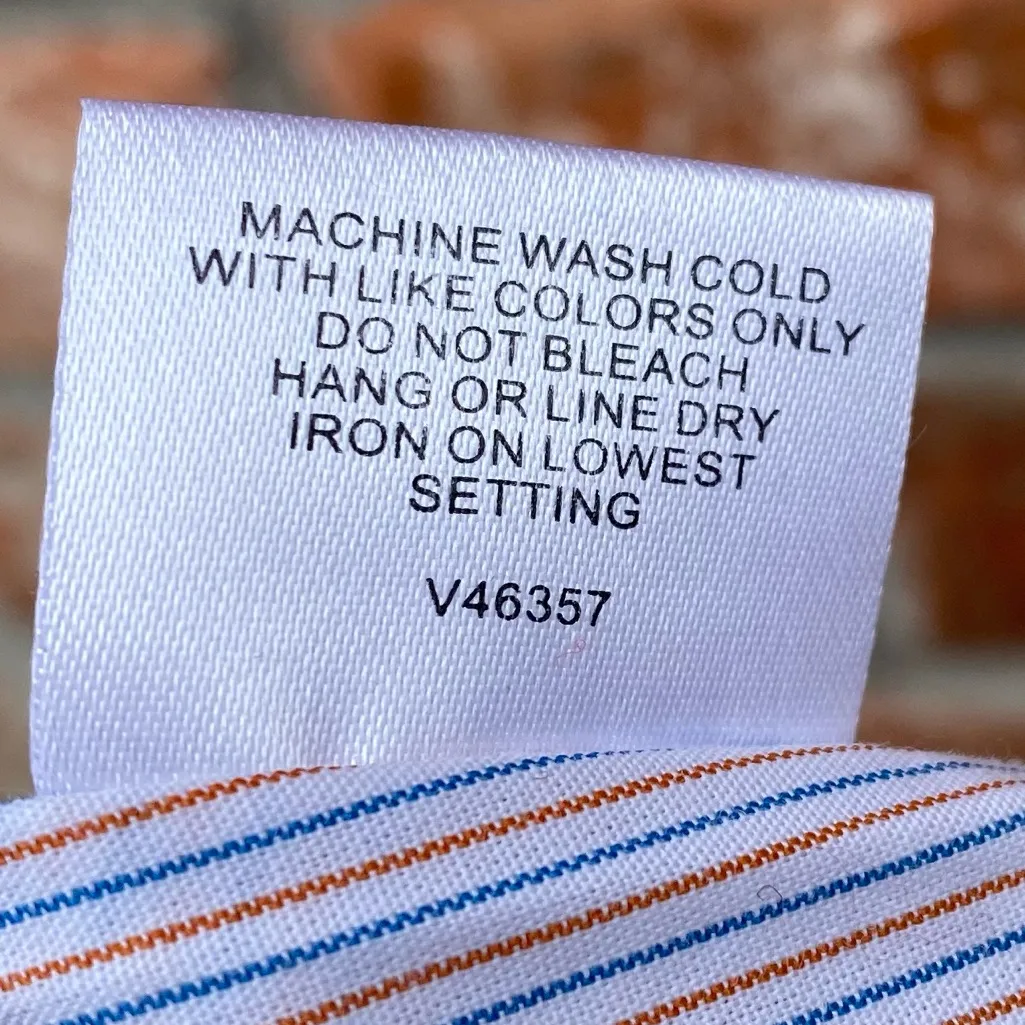 MACHINE WASH COLD
WITH LIKE COLORS ONLY
DO NOT BLEACH
HANG OR LINE DRY
IRON ON LOWEST
SETTING
V46357